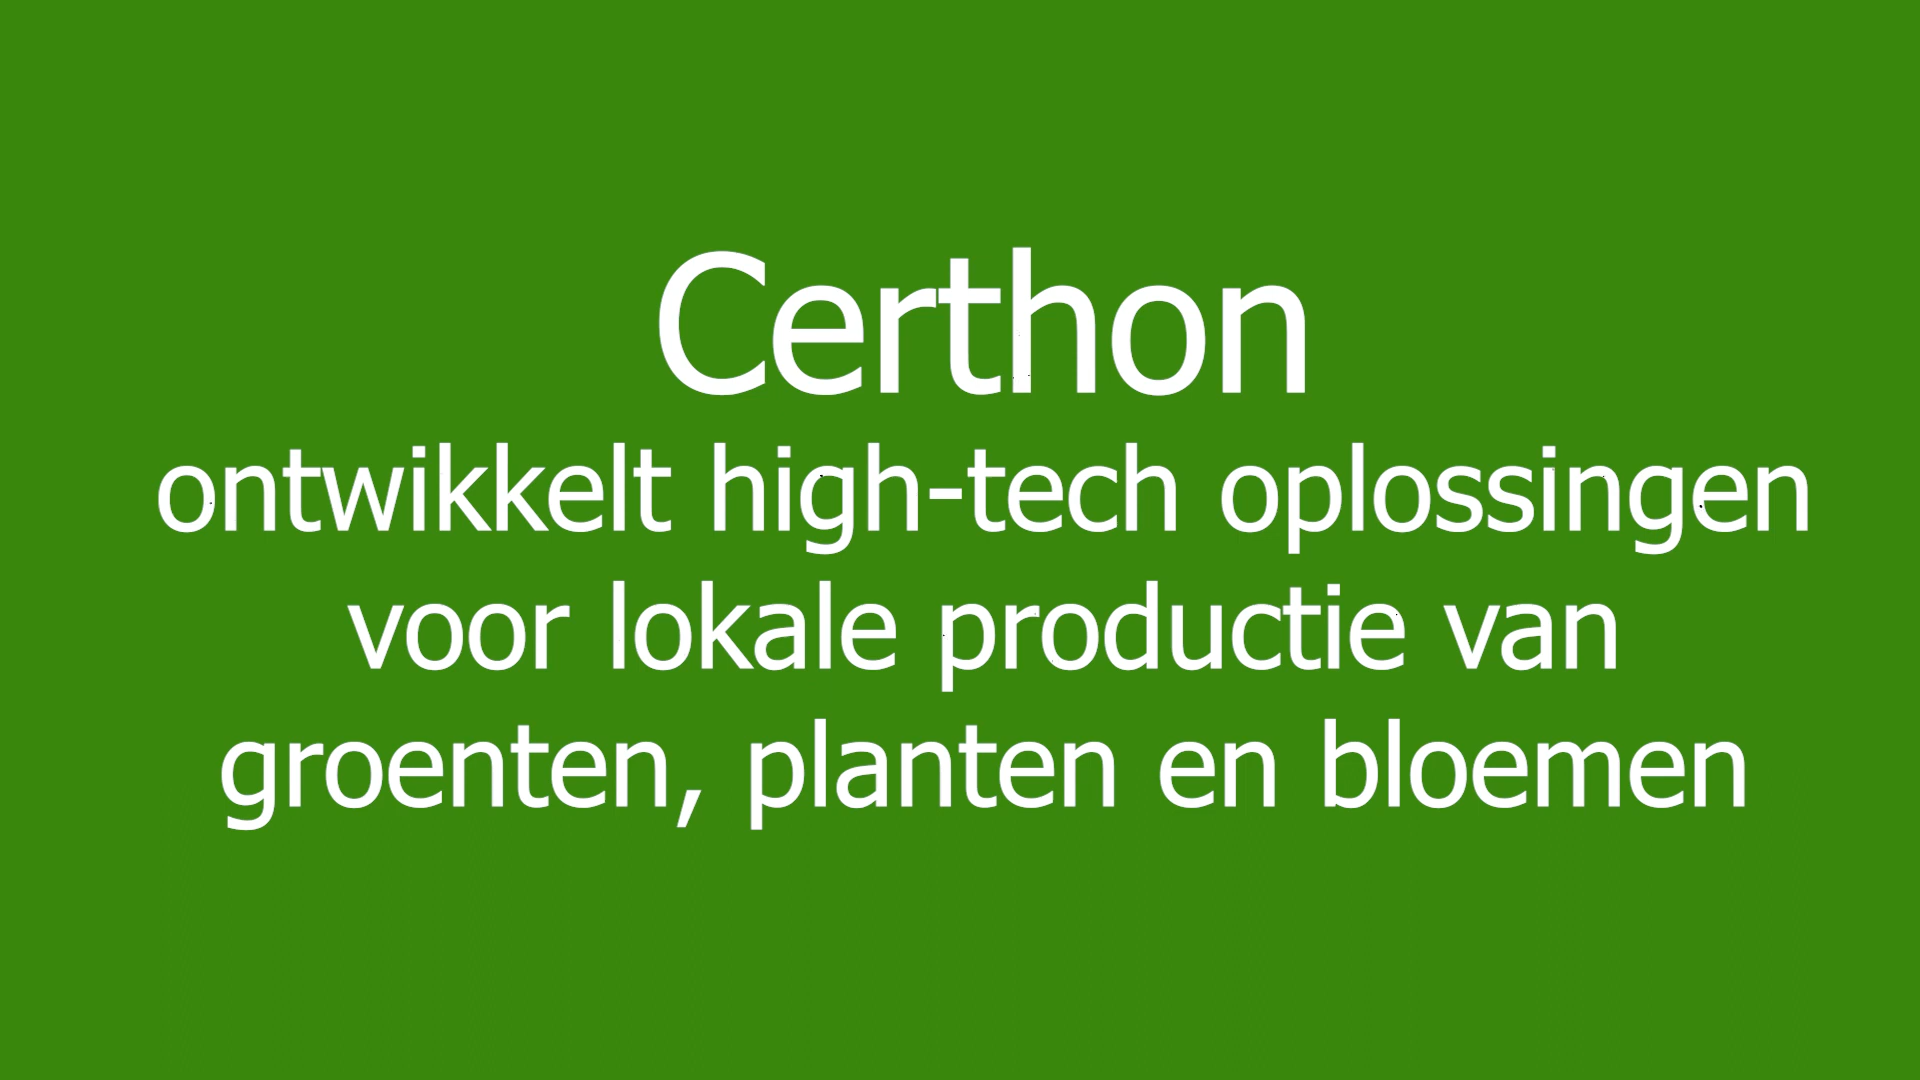 Certhon
ontwikkelt high-tech oplossingen
voor lokale productie van
groenten, planten en bloemen